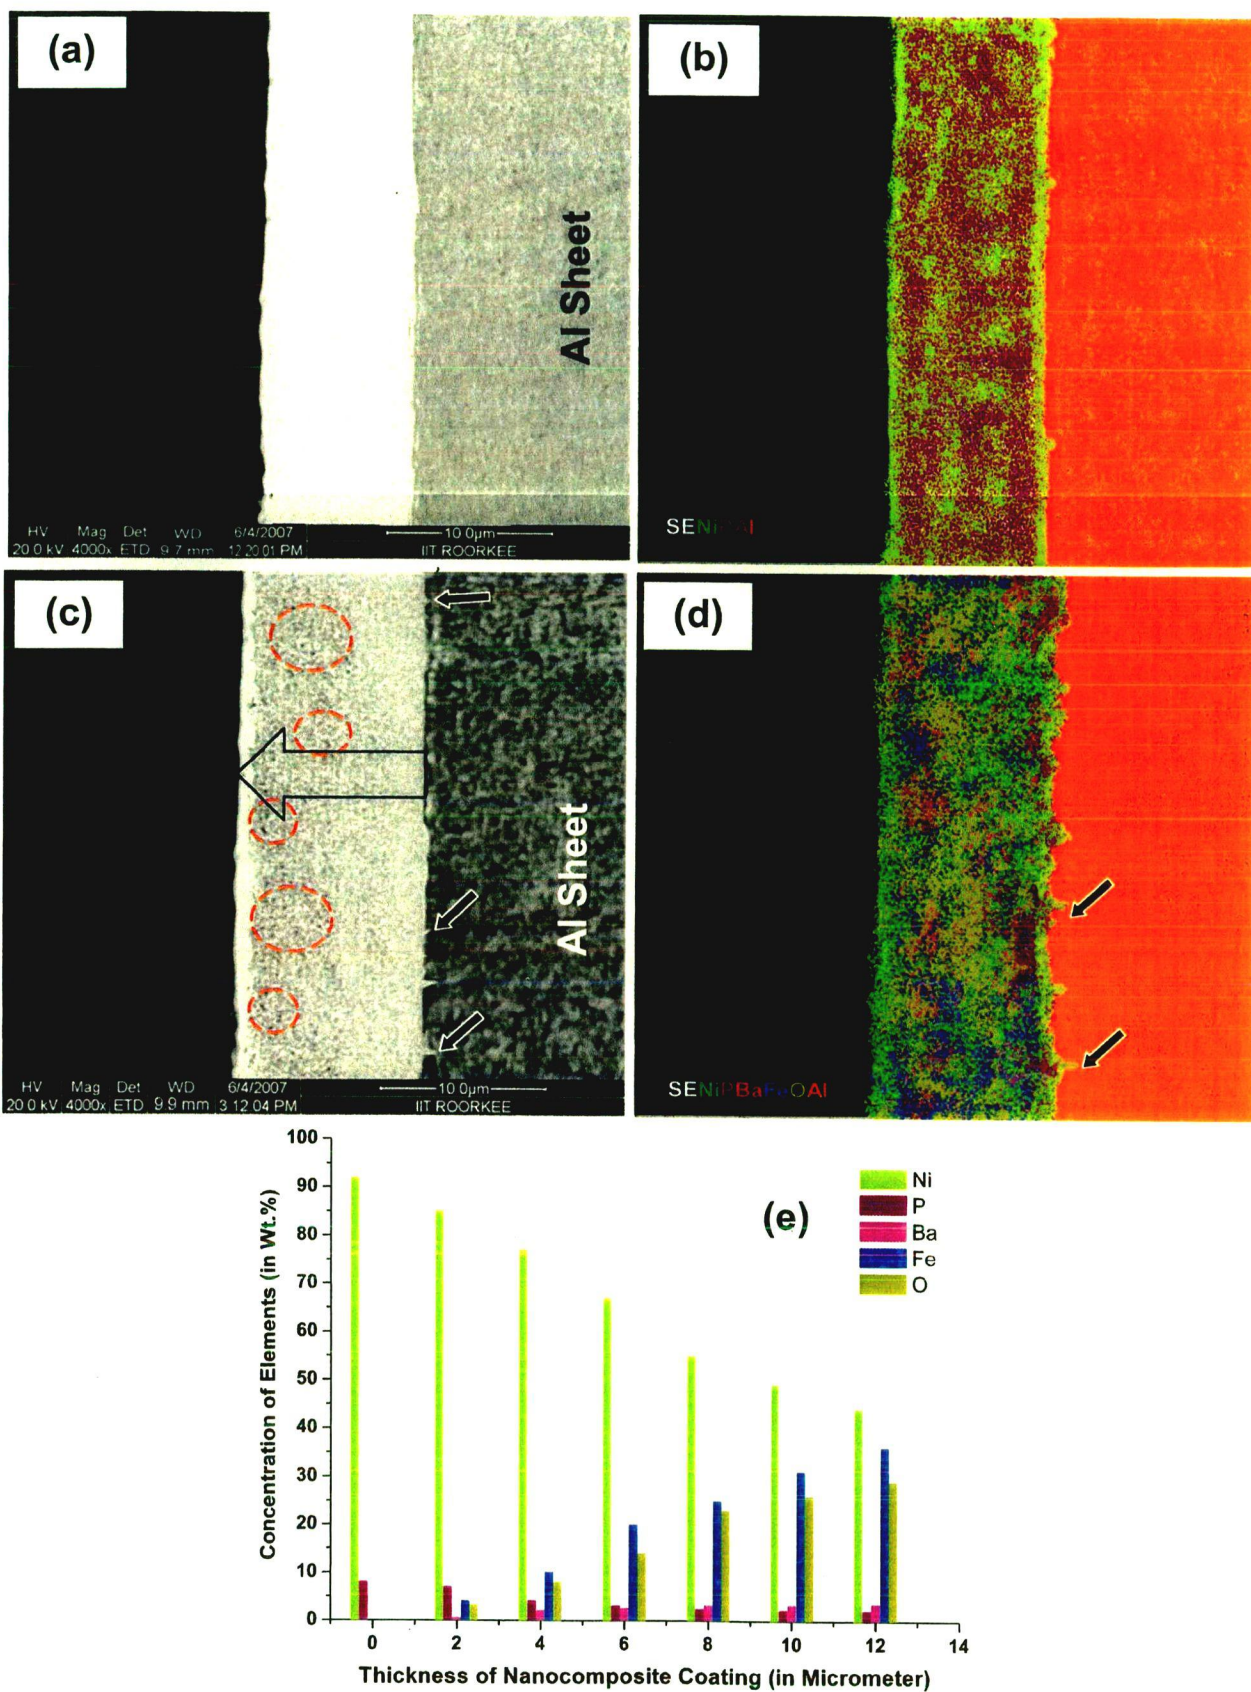 (a)
Al Sheet
HV Mag Det WD 6/4/2007 10.0µm
20.0 kV 4000x ETD 9.7 mm 12:20:01 PM IIT ROORKEE
(b)
SENi Al
(c)
Al Sheet
HV Mag Det WD 6/4/2007 10.0µm
20.0 kV 4000x ETD 9.9 mm 3:12:04 PM IIT ROORKEE
(d)
SENiPBaFeOAl
(e)
Concentration of Elements (in Wt.%)
100
90
80
70
60
50
40
30
20
10
0
Ni
P
Ba
Fe
O
0 2 4 6 8 10 12 14
Thickness of Nanocomposite Coating (in Micrometer)